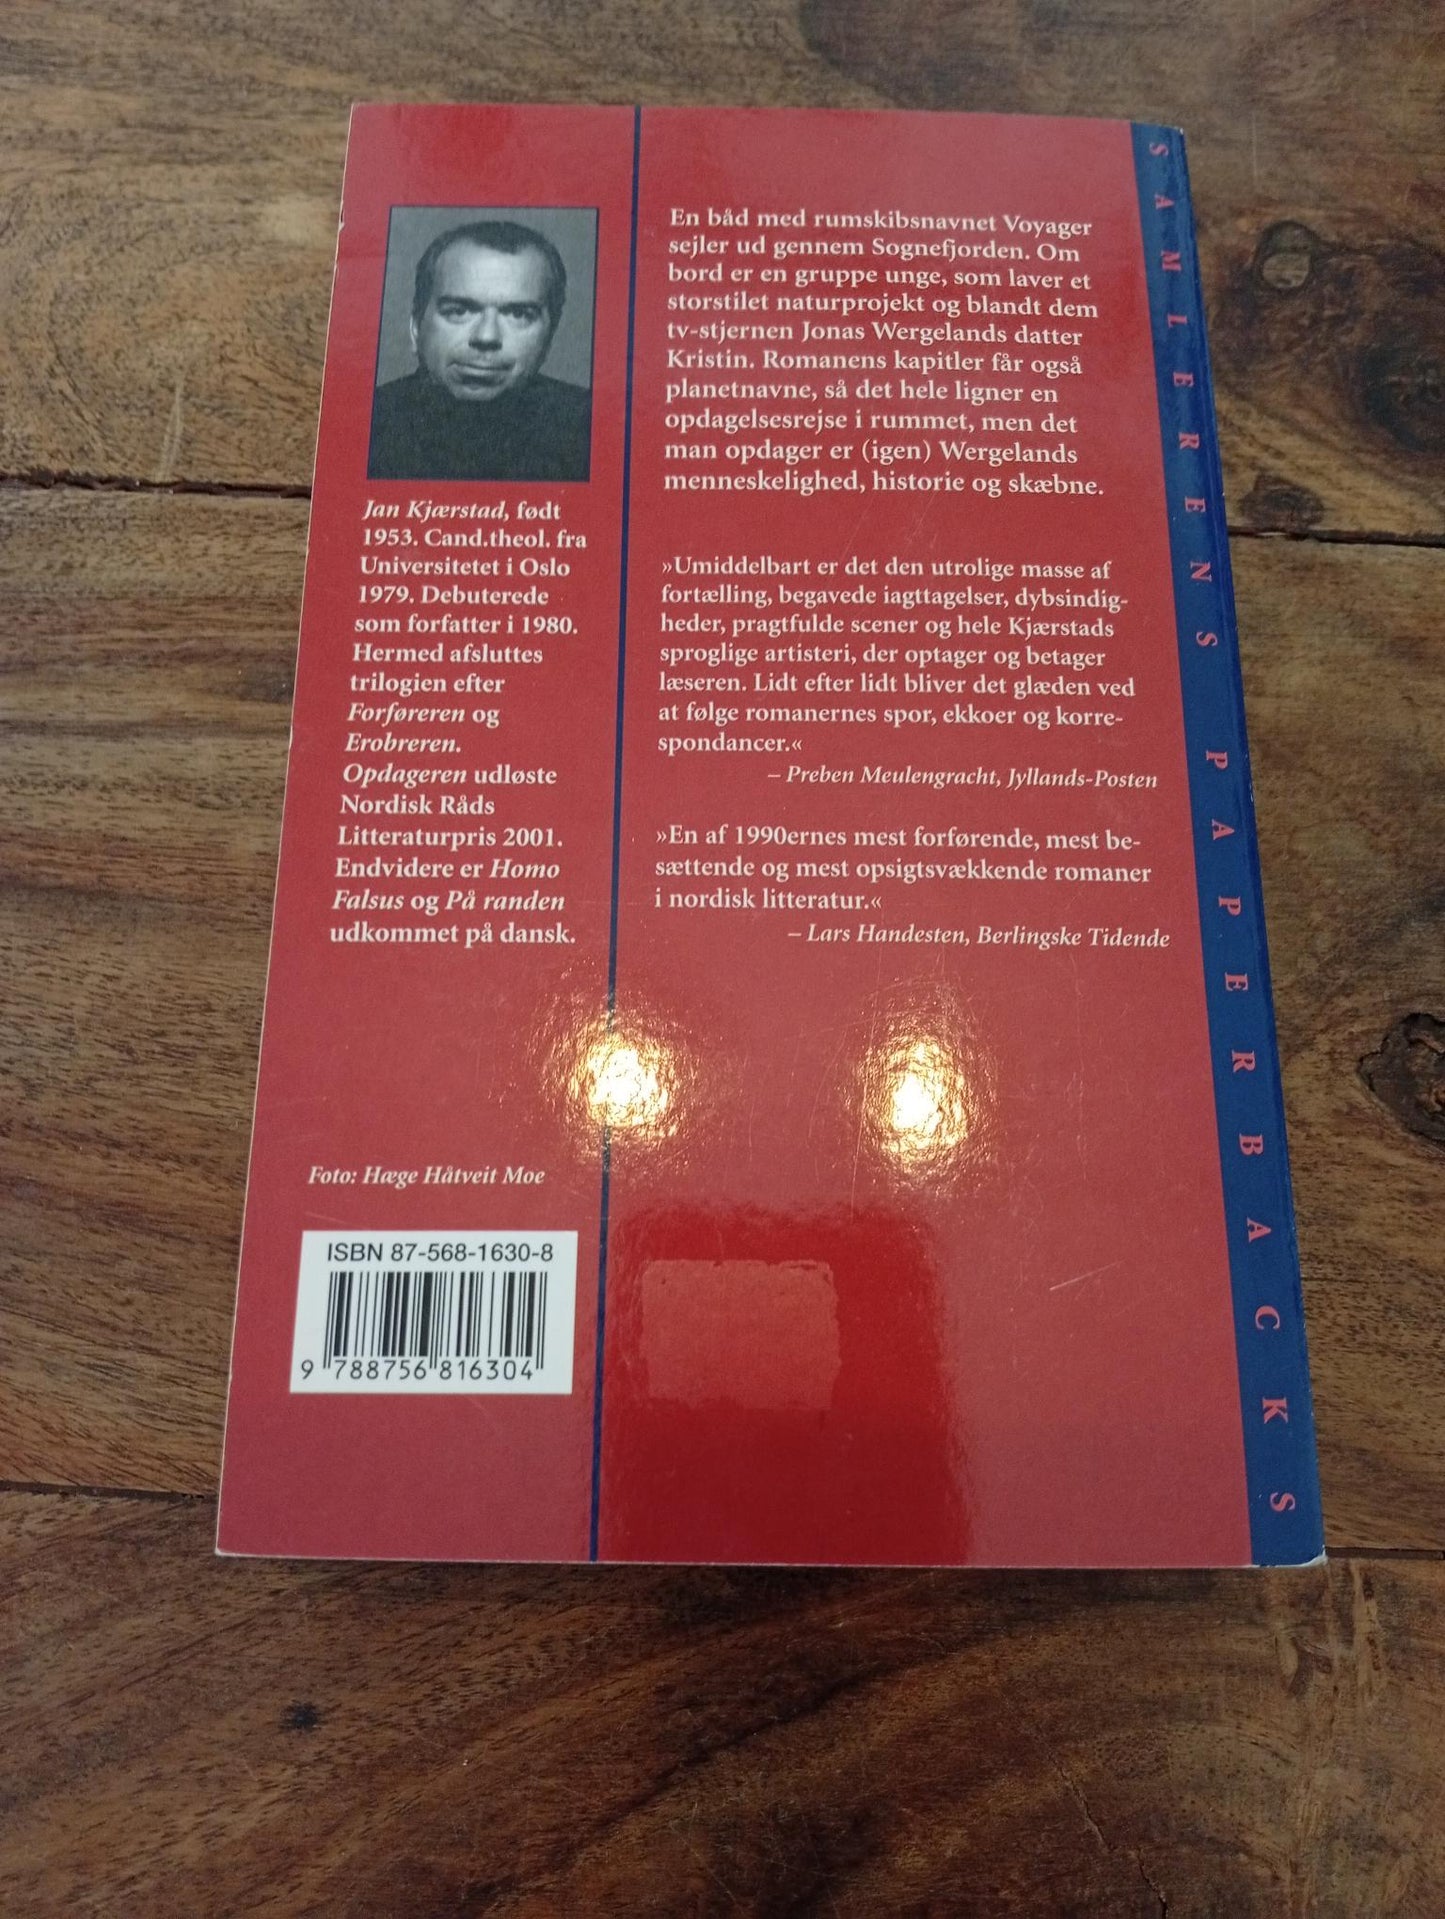 Jan Kjærstad, født
1953. Cand.theol. fra
Universitetet i Oslo
1979. Debuterede
som forfatter i 1980.
Hermed afsluttes
trilogien efter
Forføreren og
Erobreren.
Opdageren udløste
Nordisk Råds
Litteraturpris 2001.
Endvidere er Homo
Falsus og På randen
udkommet på dansk.
Foto: Hæge Håtveit Moe
ISBN 87-568-1630-8
9 788756 816304
En båd med rumskibsnavnet Voyager
sejler ud gennem Sognefjorden. Om
bord er en gruppe unge, som laver et
storstilet naturprojekt og blandt dem
tv-stjernen Jonas Wergelands datter
Kristin. Romanens kapitler får også
planetnavne, så det hele ligner en
opdagelsesrejse i rummet, men det
man opdager er (igen) Wergelands
menneskelighed, historie og skæbne.
»Umiddelbart er det den utrolige masse af
fortælling, begavede iagttagelser, dybsindig-
heder, pragtfulde scener og hele Kjærstads
sproglige artisteri, der optager og betager
læseren. Lidt efter lidt bliver det glæden ved
at følge romanernes spor, ekkoer og korre-
spondancer.«
– Preben Meulengracht, Jyllands-Posten
»En af 1990ernes mest forførende, mest be-
sættende og mest opsigtsvækkende romaner
i nordisk litteratur.«
– Lars Handesten, Berlingske Tidende
SAMLERENS PAPERBACKS